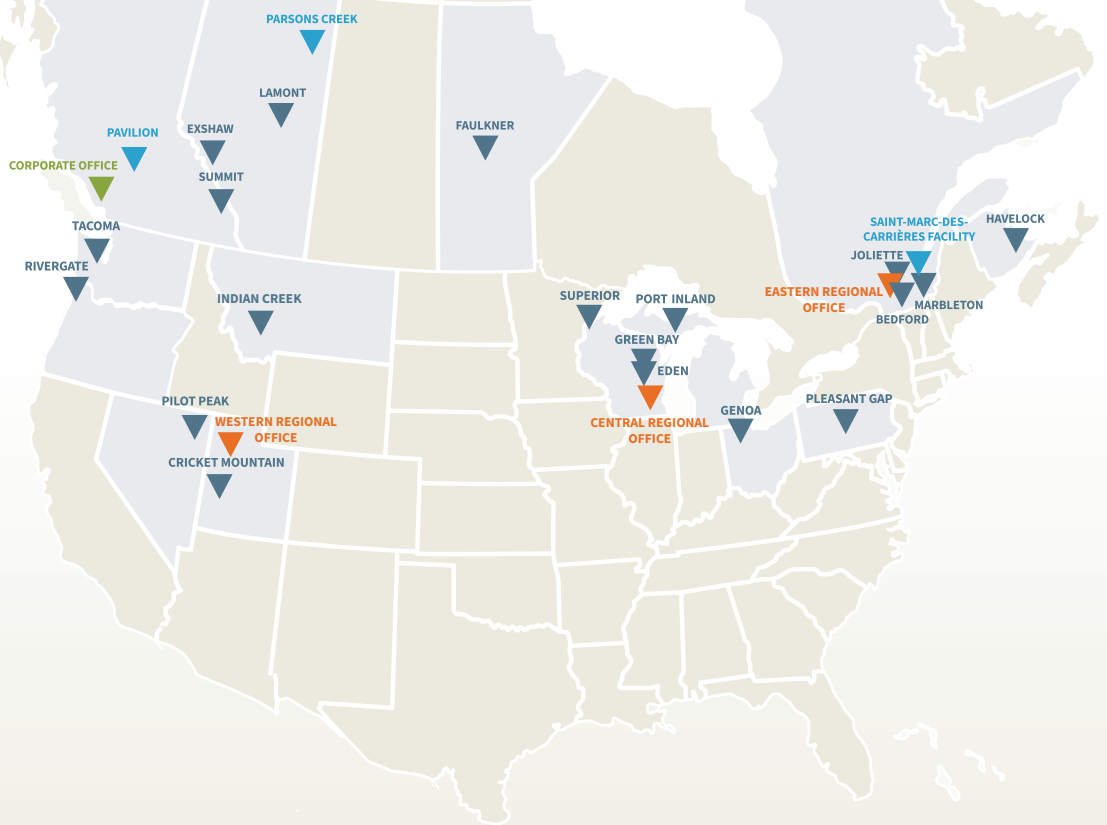 PARSONS CREEK
LAMONT
FAULKNER
EXSHAW
PAVILION
CORPORATE OFFICE
SUMMIT
TACOMA
RIVERGATE
INDIAN CREEK
SAINT-MARC-DES-
CARRIÈRES FACILITY
HAVELOCK
JOLIETTE
EASTERN REGIONAL
OFFICE
MARBLETON
BEDFORD
SUPERIOR
PORT INLAND
GREEN BAY
EDEN
CENTRAL REGIONAL
OFFICE
GENOA
PLEASANT GAP
PILOT PEAK
WESTERN REGIONAL
OFFICE
CRICKET MOUNTAIN